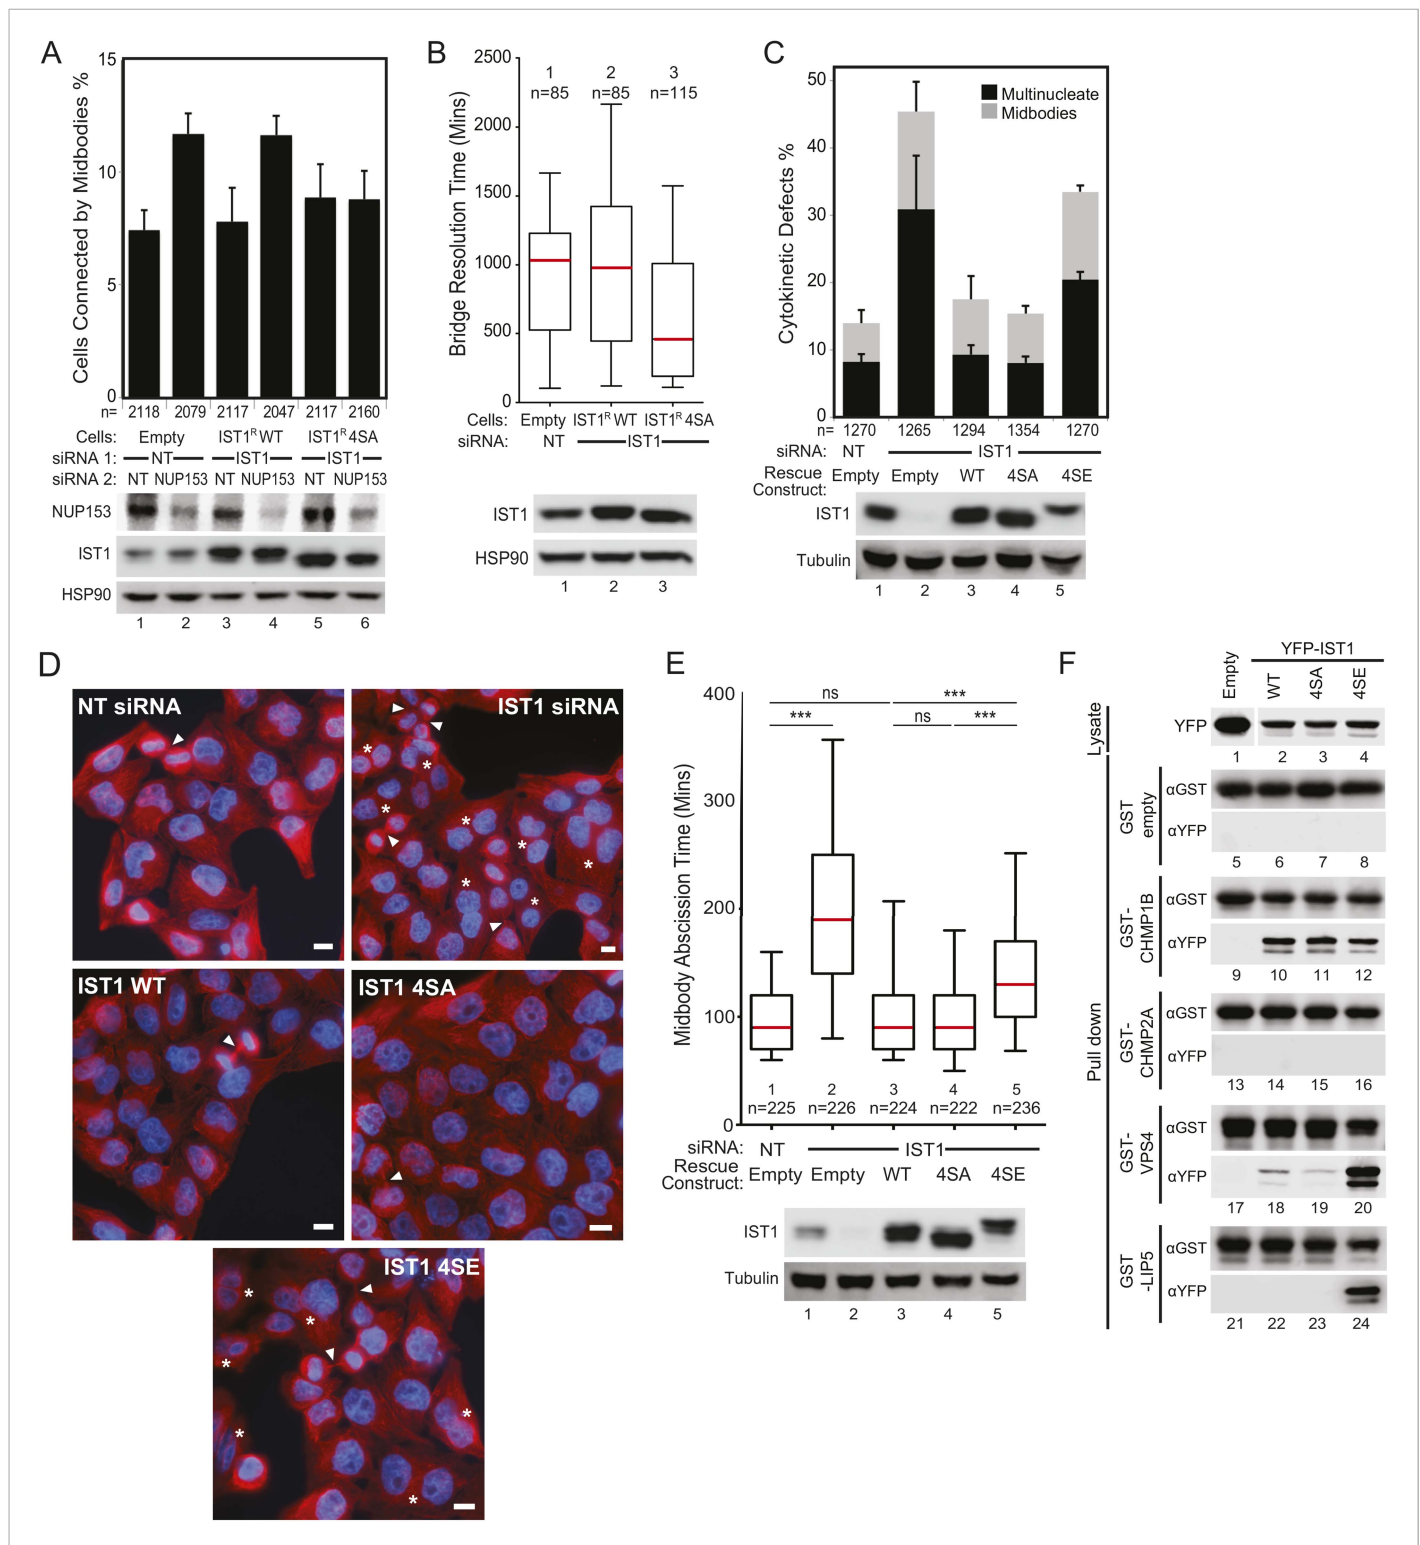 A
Cells Connected by Midbodies %
15
10
5
0
n= 2118 2079 2117 2047 2117 2160
Cells: Empty IST1R WT IST1R 4SA
siRNA 1: NT IST1 IST1
siRNA 2: NT NUP153 NT NUP153 NT NUP153
NUP153
IST1
HSP90
1 2 3 4 5 6
B
Bridge Resolution Time (Mins)
2500
2000
1500
1000
500
0
1 2 3
n=85 n=85 n=115
Cells: Empty IST1R WT IST1R 4SA
siRNA: NT IST1
IST1
HSP90
1 2 3
C
Cytokinetic Defects %
50
40
30
20
10
0
Multinucleate
Midbodies
n= 1270 1265 1294 1354 1270
siRNA: NT IST1
Rescue Construct: Empty Empty WT 4SA 4SE
IST1
Tubulin
1 2 3 4 5
D
NT siRNA
IST1 siRNA
* * * * * * * *
IST1 WT
IST1 4SA
IST1 4SE
* * * * * *
E
Midbody Abscission Time (Mins)
400
300
200
100
0
ns ***
*** ns ***
1 2 3 4 5
n=225 n=226 n=224 n=222 n=236
siRNA: NT IST1
Rescue Construct: Empty Empty WT 4SA 4SE
IST1
Tubulin
1 2 3 4 5
F
YFP-IST1
Empty WT 4SA 4SE
Lysate
YFP
1 2 3 4
Pull down
GST empty
αGST
αYFP
5 6 7 8
GST-CHMP1B
αGST
αYFP
9 10 11 12
GST-CHMP2A
αGST
αYFP
13 14 15 16
GST-VPS4
αGST
αYFP
17 18 19 20
GST-LIP5
αGST
αYFP
21 22 23 24